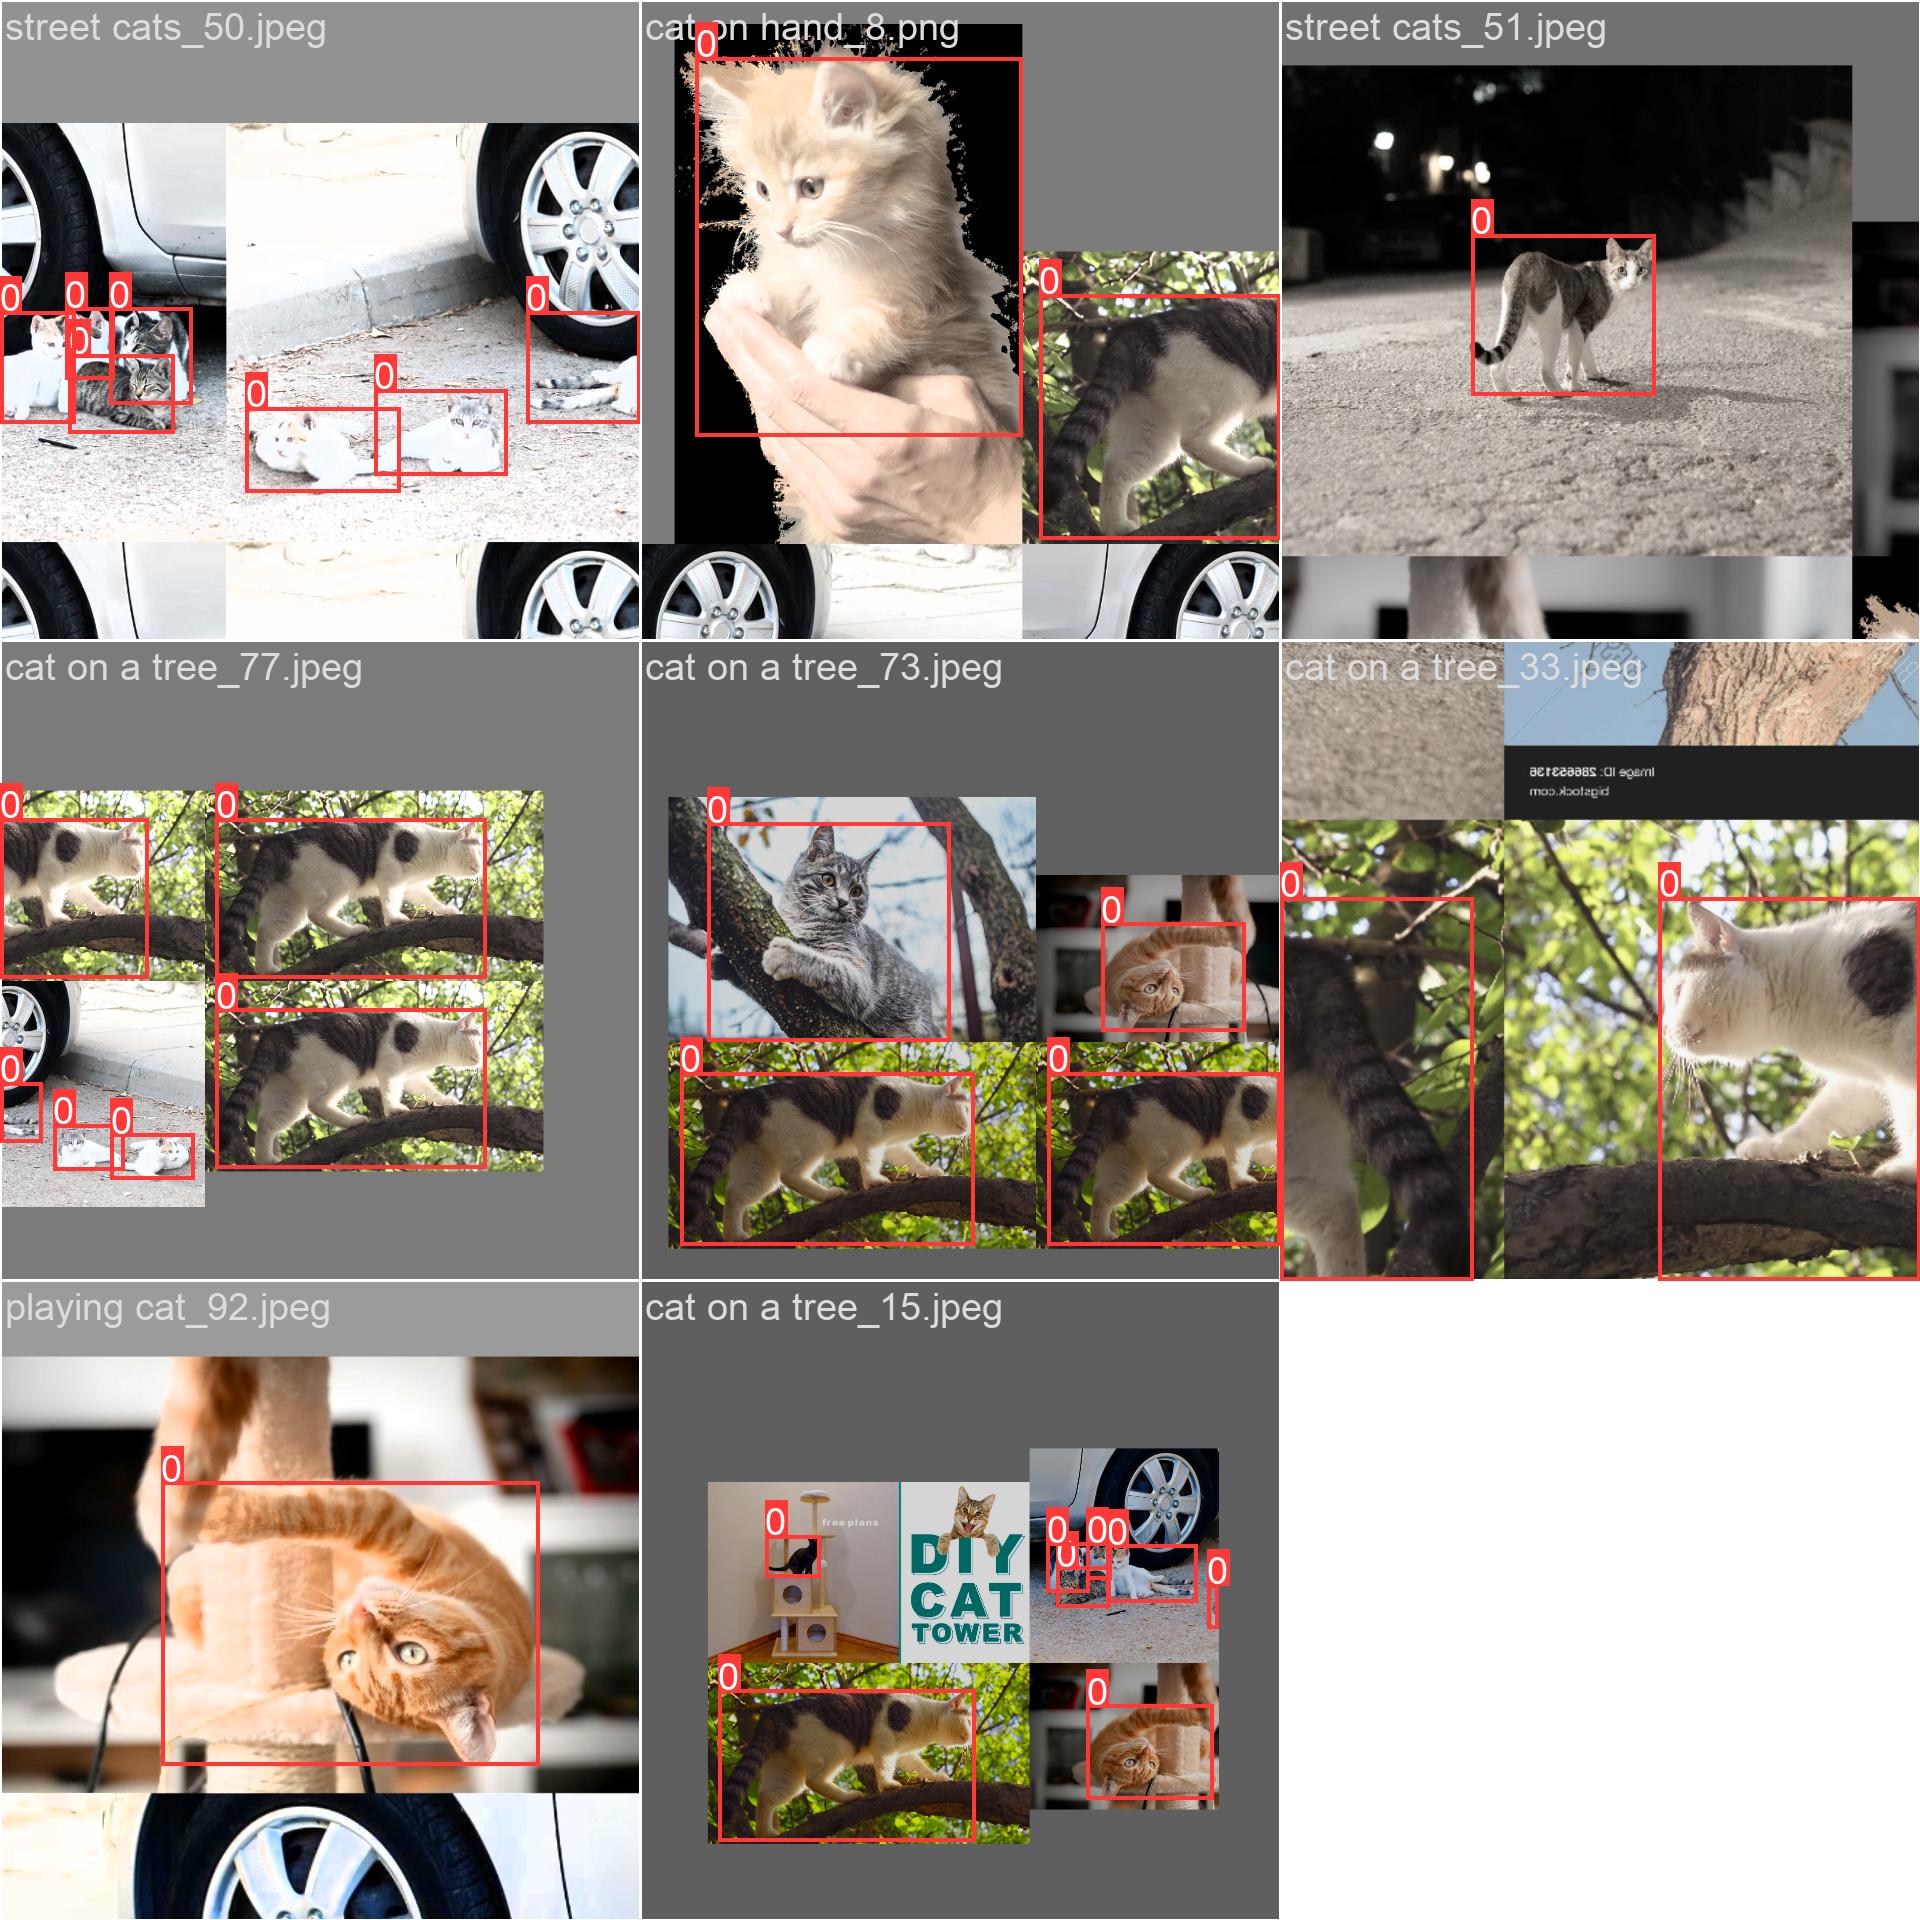 street cats_50.jpeg
cat on hand_8.png
street cats_51.jpeg
0
0
0
0
0
0
0
0
0
0
cat on a tree_77.jpeg
cat on a tree_73.jpeg
cat on a tree_33.jpeg
Image ID: 28663136
bigstock.com
0
0
0
0
0
0
0
0
0
0
0
0
playing cat_92.jpeg
cat on a tree_15.jpeg
0
0
free plans
DIY
CAT
TOWER
0
0
0
0
0
0
0